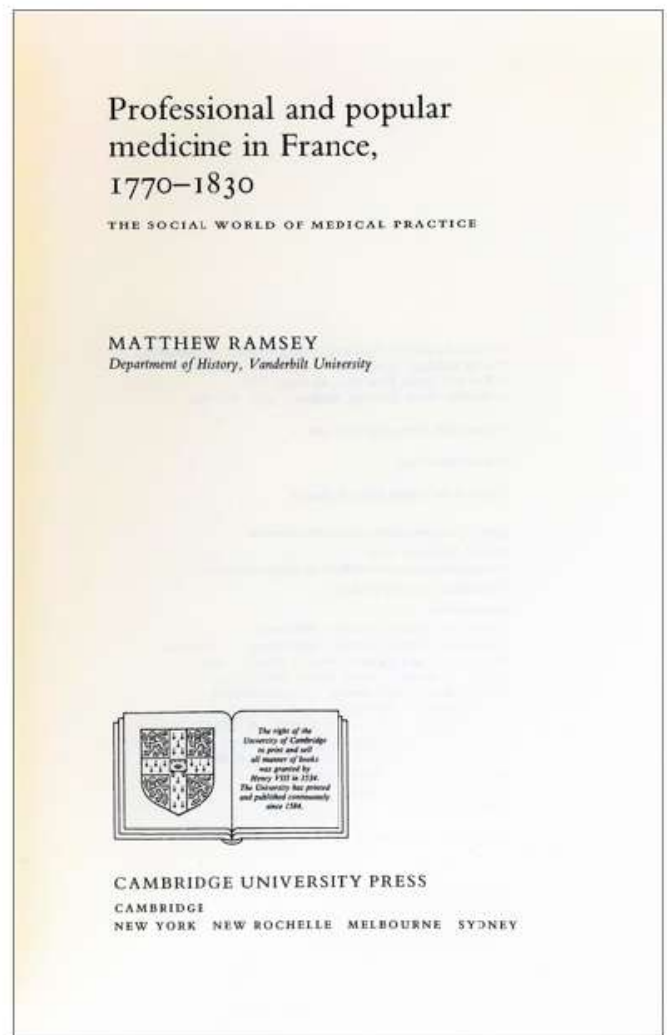 Professional and popular
medicine in France,
1770–1830
THE SOCIAL WORLD OF MEDICAL PRACTICE
MATTHEW RAMSEY
Department of History, Vanderbilt University
The right of the
University of Cambridge
to print and sell
all manner of books
was granted by
Henry VIII in 1534.
The University has printed
and published continuously
since 1584.
CAMBRIDGE UNIVERSITY PRESS
CAMBRIDGE
NEW YORK NEW ROCHELLE MELBOURNE SYDNEY